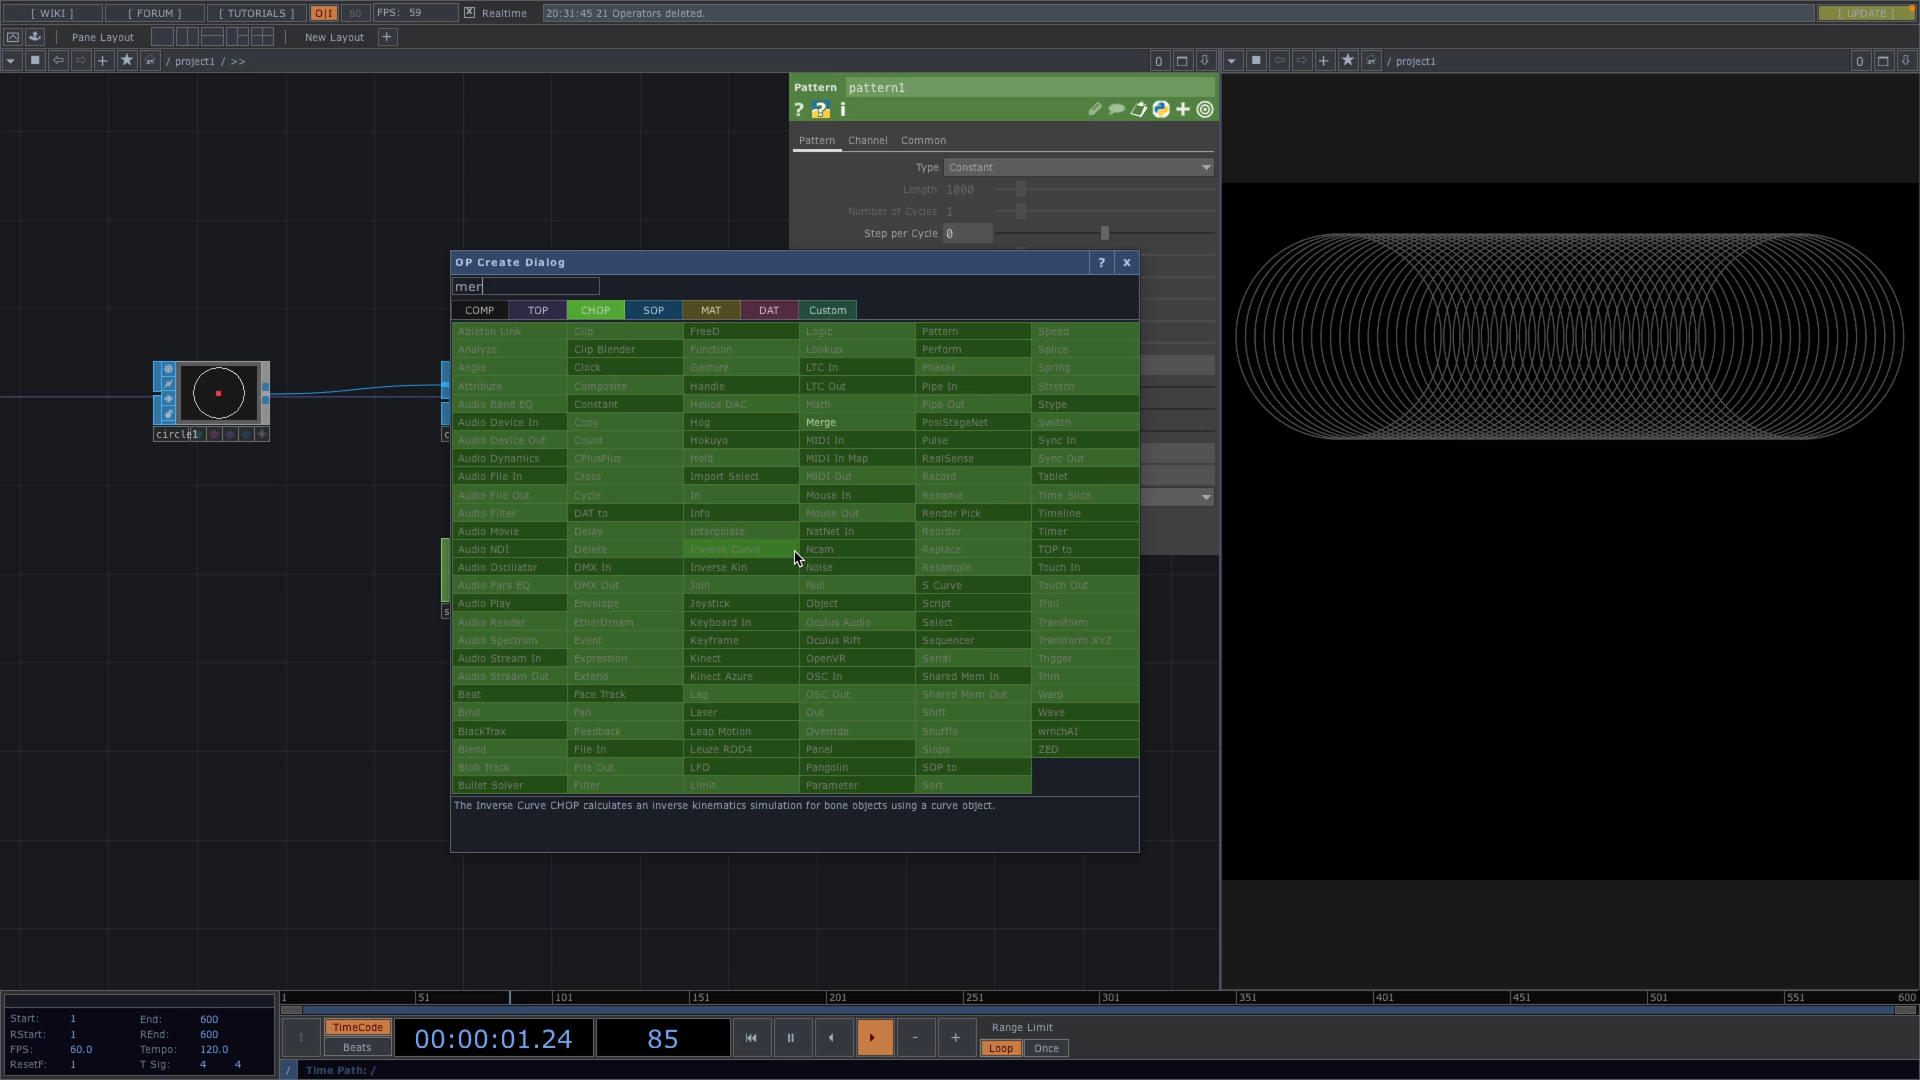 [ WIKI ] [ FORUM ] [ TUTORIALS ] O|I 60 FPS: 59 Realtime 20:31:45 21 Operators deleted. [ UPDATE ]
Pane Layout New Layout +
/ project1 / >> 0 / project1 0
Pattern pattern1
? ? i
Pattern Channel Common
Type Constant
Length 1000
Number of Cycles 1
Step per Cycle 0
OP Create Dialog ? x
mer
COMP TOP CHOP SOP MAT DAT Custom
Ableton Link Clip FreeD Logic Pattern Speed
Analyze Clip Blender Function Lookup Perform Splice
Angle Clock Gesture LTC In Phaser Spring
Attribute Composite Handle LTC Out Pipe In Stretch
Audio Band EQ Constant Helios DAC Math Pipe Out Stype
Audio Device In Copy Hog Merge PosiStageNet Switch
Audio Device Out Count Hokuyo MIDI In Pulse Sync In
Audio Dynamics CPlusPlus Hold MIDI In Map RealSense Sync Out
Audio File In Cross Import Select MIDI Out Record Tablet
Audio File Out Cycle In Mouse In Rename Time Slice
Audio Filter DAT to Info Mouse Out Render Pick Timeline
Audio Movie Delay Interpolate NatNet In Reorder Timer
Audio NDI Delete Inverse Curve Ncam Replace TOP to
Audio Oscillator DMX In Inverse Kin Noise Resample Touch In
Audio Para EQ DMX Out Join Null S Curve Touch Out
Audio Play Envelope Joystick Object Script Trail
Audio Render EtherDream Keyboard In Oculus Audio Select Transform
Audio Spectrum Event Keyframe Oculus Rift Sequencer Transform XYZ
Audio Stream In Expression Kinect OpenVR Serial Trigger
Audio Stream Out Extend Kinect Azure OSC In Shared Mem In Trim
Beat Face Track Lag OSC Out Shared Mem Out Warp
Bind Fan Laser Out Shift Wave
BlackTrax Feedback Leap Motion Override Shuffle wrnchAI
Blend File In Leuze ROD4 Panel Slope ZED
Blob Track File Out LFO Pangolin SOP to
Bullet Solver Filter Limit Parameter Sort
The Inverse Curve CHOP calculates an inverse kinematics simulation for bone objects using a curve object.
circle1
c
s
1 51 101 151 201 251 301 351 401 451 501 551 600
Start: 1 End: 600
RStart: 1 REnd: 600
FPS: 60.0 Tempo: 120.0
ResetF: 1 T Sig: 4 4
TimeCode
Beats
00:00:01.24 85
- +
Range Limit
Loop Once
/ Time Path: /